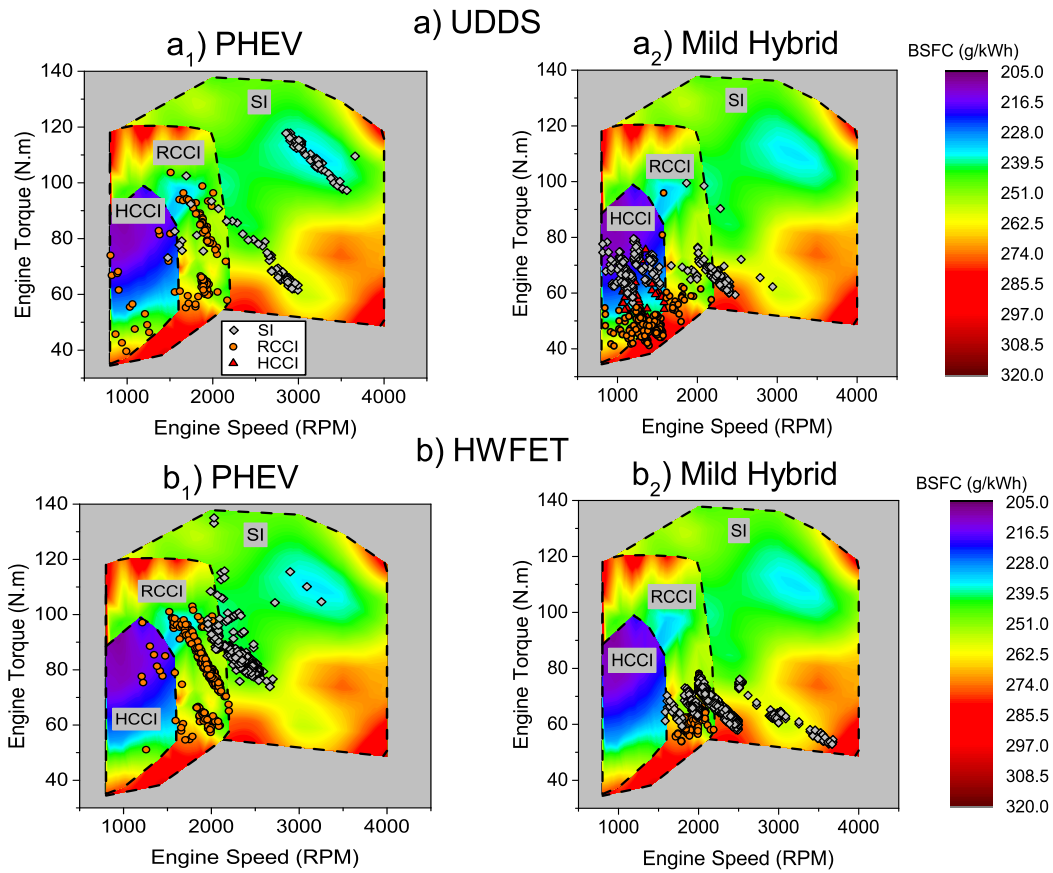 a) UDDS
a1) PHEV
a2) Mild Hybrid
BSFC (g/kWh)
140
120
100
80
60
40
Engine Torque (N.m)
SI
RCCI
HCCI
SI
RCCI
HCCI
1000 2000 3000 4000
Engine Speed (RPM)
140
120
100
80
60
40
Engine Torque (N.m)
SI
RCCI
HCCI
1000 2000 3000 4000
Engine Speed (RPM)
205.0
216.5
228.0
239.5
251.0
262.5
274.0
285.5
297.0
308.5
320.0
b) HWFET
b1) PHEV
b2) Mild Hybrid
BSFC (g/kWh)
140
120
100
80
60
40
Engine Torque (N.m)
SI
RCCI
HCCI
1000 2000 3000 4000
Engine Speed (RPM)
140
120
100
80
60
40
Engine Torque (N.m)
SI
RCCI
HCCI
1000 2000 3000 4000
Engine Speed (RPM)
205.0
216.5
228.0
239.5
251.0
262.5
274.0
285.5
297.0
308.5
320.0